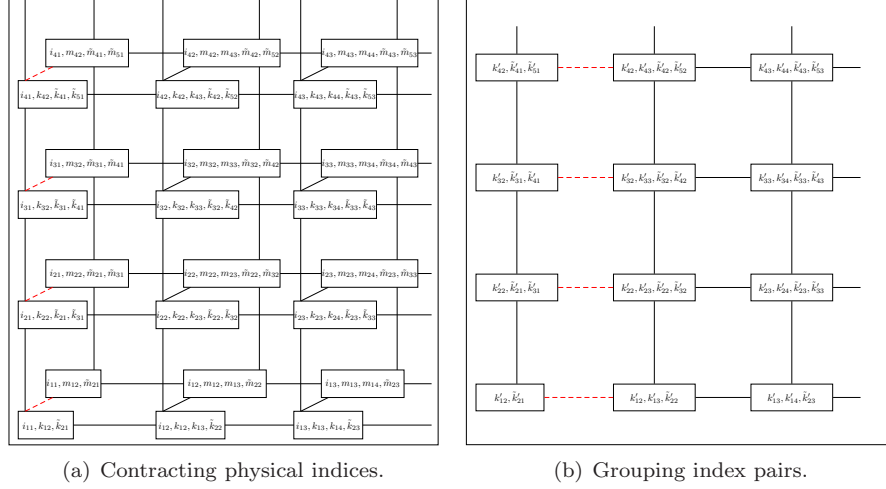 i₄₁, m₄₂, m̃₄₁, m̃₅₁ i₄₂, m₄₂, m₄₃, m̃₄₂, m̃₅₂ i₄₃, m₄₃, m₄₄, m̃₄₃, m̃₅₃
i₄₁, k₄₂, k̃₄₁, k̃₅₁ i₄₂, k₄₂, k₄₃, k̃₄₂, k̃₅₂ i₄₃, k₄₃, k₄₄, k̃₄₃, k̃₅₃
i₃₁, m₃₂, m̃₃₁, m̃₄₁ i₃₂, m₃₂, m₃₃, m̃₃₂, m̃₄₂ i₃₃, m₃₃, m₃₄, m̃₃₃, m̃₄₃
i₃₁, k₃₂, k̃₃₁, k̃₄₁ i₃₂, k₃₂, k₃₃, k̃₃₂, k̃₄₂ i₃₃, k₃₃, k₃₄, k̃₃₃, k̃₄₃
i₂₁, m₂₂, m̃₂₁, m̃₃₁ i₂₂, m₂₂, m₂₃, m̃₂₂, m̃₃₂ i₂₃, m₂₃, m₂₄, m̃₂₃, m̃₃₃
i₂₁, k₂₂, k̃₂₁, k̃₃₁ i₂₂, k₂₂, k₂₃, k̃₂₂, k̃₃₂ i₂₃, k₂₃, k₂₄, k̃₂₃, k̃₃₃
i₁₁, m₁₂, m̃₂₁ i₁₂, m₁₂, m₁₃, m̃₂₂ i₁₃, m₁₃, m₁₄, m̃₂₃
i₁₁, k₁₂, k̃₂₁ i₁₂, k₁₂, k₁₃, k̃₂₂ i₁₃, k₁₃, k₁₄, k̃₂₃
(a) Contracting physical indices.
k′₄₂, k̃′₄₁, k̃′₅₁ k′₄₂, k′₄₃, k̃′₄₂, k̃′₅₂ k′₄₃, k′₄₄, k̃′₄₃, k̃′₅₃
k′₃₂, k̃′₃₁, k̃′₄₁ k′₃₂, k′₃₃, k̃′₃₂, k̃′₄₂ k′₃₃, k′₃₄, k̃′₃₃, k̃′₄₃
k′₂₂, k̃′₂₁, k̃′₃₁ k′₂₂, k′₂₃, k̃′₂₂, k̃′₃₂ k′₂₃, k′₂₄, k̃′₂₃, k̃′₃₃
k′₁₂, k̃′₂₁ k′₁₂, k′₁₃, k̃′₂₂ k′₁₃, k′₁₄, k̃′₂₃
(b) Grouping index pairs.